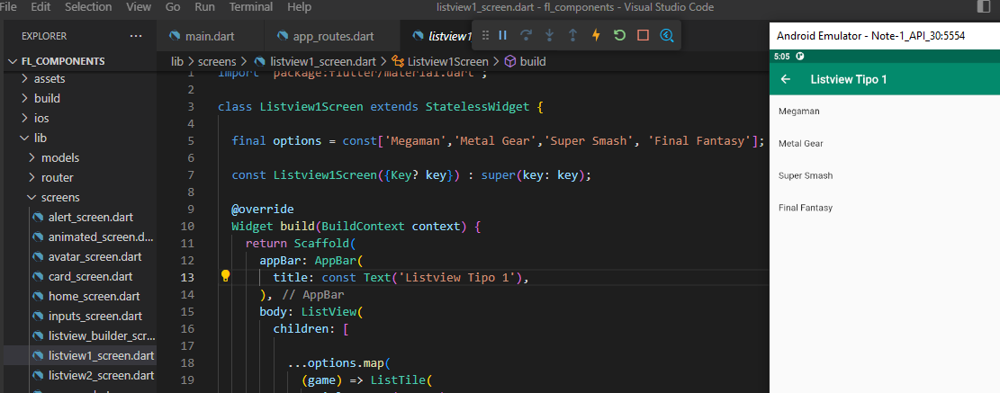 File Edit Selection View Go Run Terminal Help listview1_screen.dart - fl_components - Visual Studio Code
EXPLORER ...
main.dart app_routes.dart listview1
FL_COMPONENTS
lib > screens > listview1_screen.dart > Listview1Screen > build
assets
build
ios
lib
models
router
screens
alert_screen.dart
animated_screen.d...
avatar_screen.dart
card_screen.dart
home_screen.dart
inputs_screen.dart
listview_builder_scr...
listview1_screen.dart
listview2_screen.dart
1 import 'package:flutter/material.dart';
2
3 class Listview1Screen extends StatelessWidget {
4
5 final options = const['Megaman','Metal Gear','Super Smash', 'Final Fantasy'];
6
7 const Listview1Screen({Key? key}) : super(key: key);
8
9 @override
10 Widget build(BuildContext context) {
11 return Scaffold(
12 appBar: AppBar(
13 title: const Text('Listview Tipo 1'),
14 ), // AppBar
15 body: ListView(
16 children: [
17
18 ...options.map(
19 (game) => ListTile(
Android Emulator - Note-1_API_30:5554
5:05
Listview Tipo 1
Megaman
Metal Gear
Super Smash
Final Fantasy